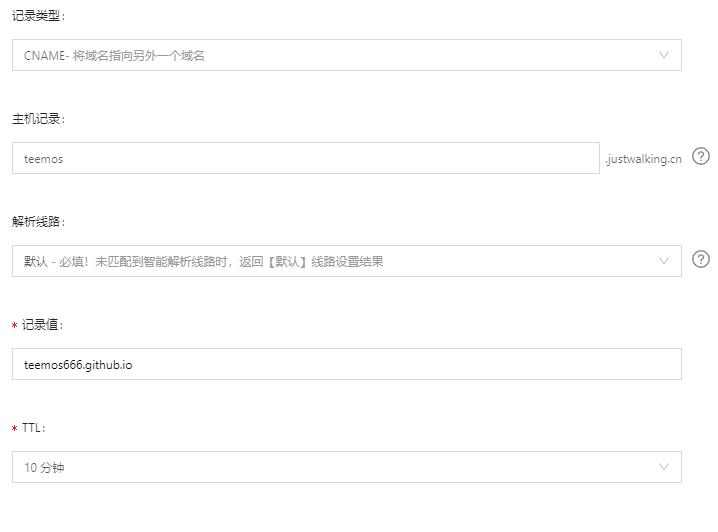 记录类型:
CNAME- 将域名指向另外一个域名
主机记录:
teemos .justwalking.cn ?
解析线路:
默认 - 必填！未匹配到智能解析线路时，返回【默认】线路设置结果 ?
* 记录值:
teemos666.github.io
* TTL:
10 分钟